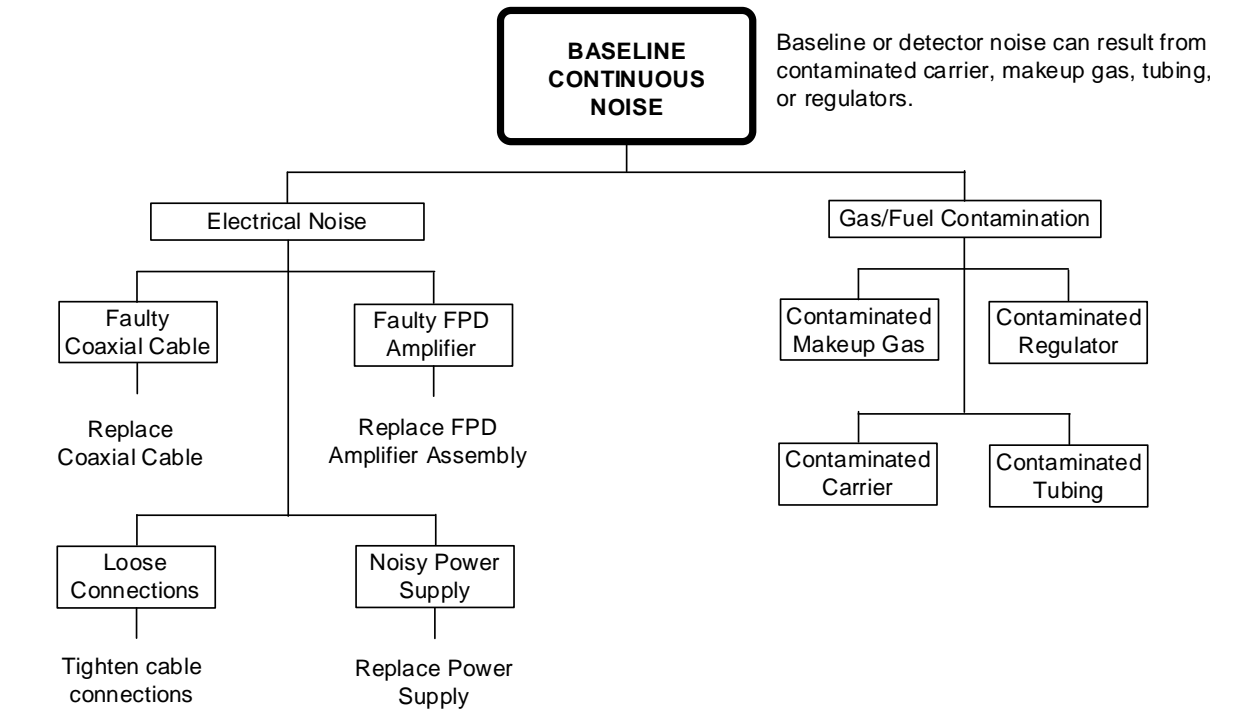 BASELINE
CONTINUOUS
NOISE
Baseline or detector noise can result from
contaminated carrier, makeup gas, tubing,
or regulators.
Electrical Noise
Gas/Fuel Contamination
Faulty
Coaxial Cable
Faulty FPD
Amplifier
Contaminated
Makeup Gas
Contaminated
Regulator
Replace
Coaxial Cable
Replace FPD
Amplifier Assembly
Contaminated
Carrier
Contaminated
Tubing
Loose
Connections
Noisy Power
Supply
Tighten cable
connections
Replace Power
Supply